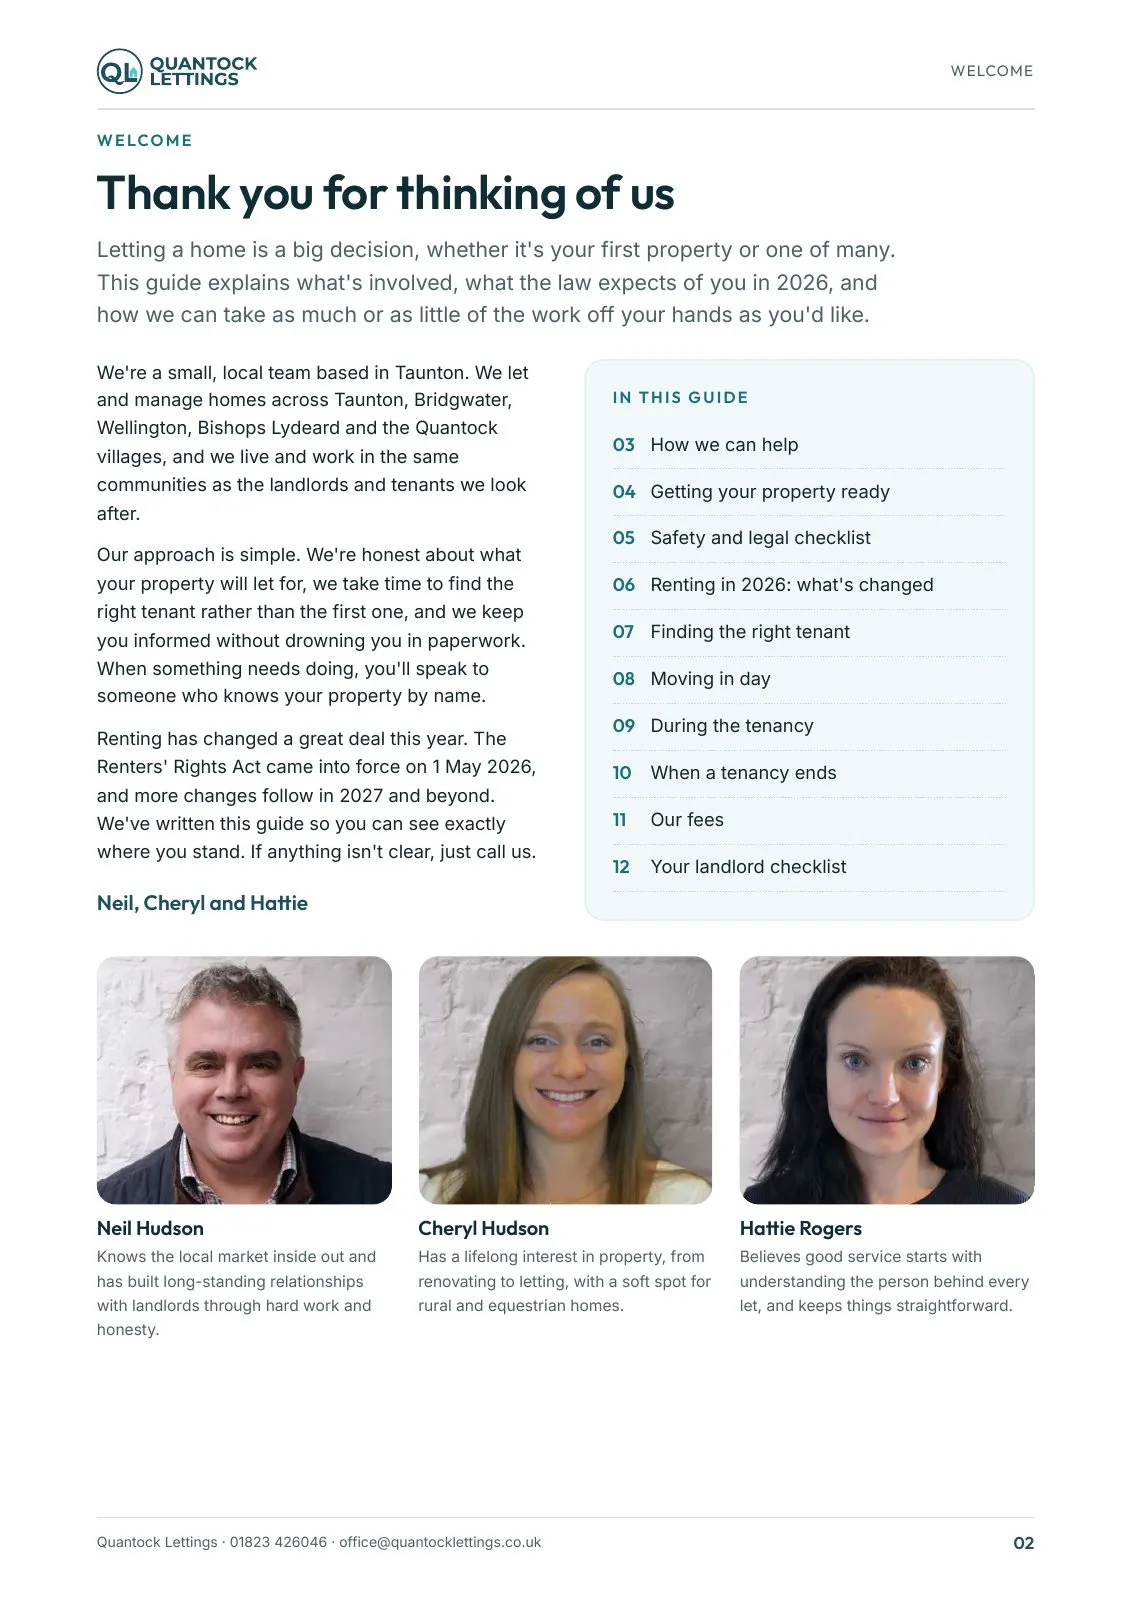 QL QUANTOCK
LETTINGS
WELCOME
WELCOME
Thank you for thinking of us
Letting a home is a big decision, whether it's your first property or one of many.
This guide explains what's involved, what the law expects of you in 2026, and
how we can take as much or as little of the work off your hands as you'd like.
We're a small, local team based in Taunton. We let
and manage homes across Taunton, Bridgwater,
Wellington, Bishops Lydeard and the Quantock
villages, and we live and work in the same
communities as the landlords and tenants we look
after.
Our approach is simple. We're honest about what
your property will let for, we take time to find the
right tenant rather than the first one, and we keep
you informed without drowning you in paperwork.
When something needs doing, you'll speak to
someone who knows your property by name.
Renting has changed a great deal this year. The
Renters' Rights Act came into force on 1 May 2026,
and more changes follow in 2027 and beyond.
We've written this guide so you can see exactly
where you stand. If anything isn't clear, just call us.
Neil, Cheryl and Hattie
IN THIS GUIDE
03 How we can help
04 Getting your property ready
05 Safety and legal checklist
06 Renting in 2026: what's changed
07 Finding the right tenant
08 Moving in day
09 During the tenancy
10 When a tenancy ends
11 Our fees
12 Your landlord checklist
Neil Hudson
Knows the local market inside out and
has built long-standing relationships
with landlords through hard work and
honesty.
Cheryl Hudson
Has a lifelong interest in property, from
renovating to letting, with a soft spot for
rural and equestrian homes.
Hattie Rogers
Believes good service starts with
understanding the person behind every
let, and keeps things straightforward.
Quantock Lettings · 01823 426046 · office@quantocklettings.co.uk
02